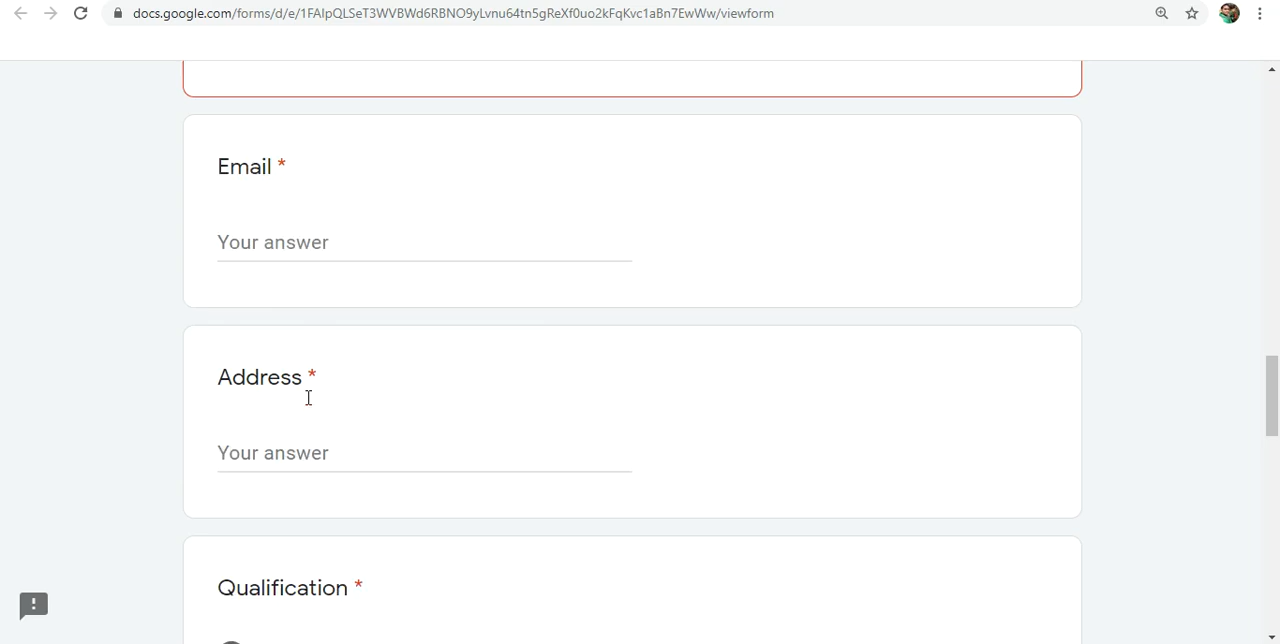 docs.google.com/forms/d/e/1FAIpQLSeT3WVBWd6RBNO9yLvnu64tn5gReXf0uo2kFqKvc1aBn7EwWw/viewform
Email *
Your answer
Address *
Your answer
Qualification *